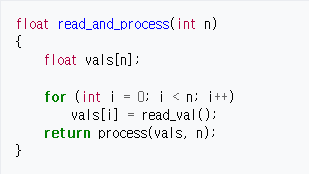 float read_and_process(int n)
{
    float vals[n];

    for (int i = 0; i < n; i++)
        vals[i] = read_val();
    return process(vals, n);
}